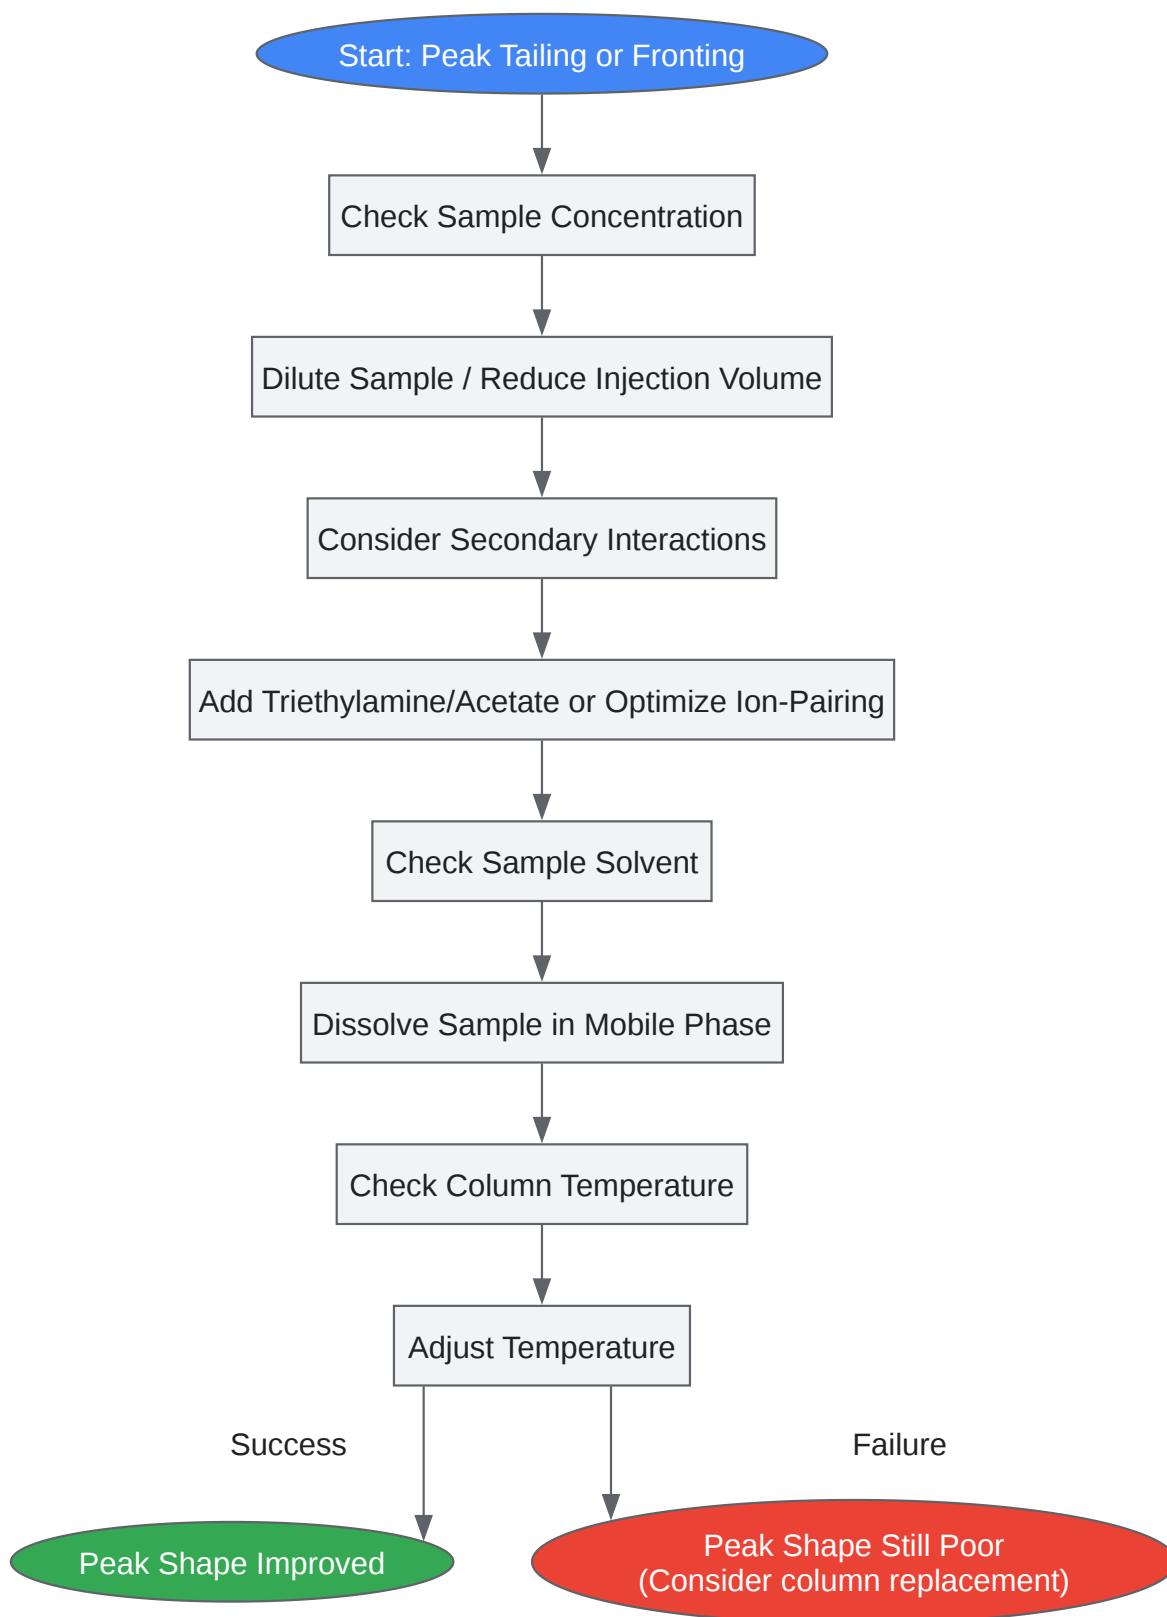 Start: Peak Tailing or Fronting
Check Sample Concentration
Dilute Sample / Reduce Injection Volume
Consider Secondary Interactions
Add Triethylamine/Acetate or Optimize Ion-Pairing
Check Sample Solvent
Dissolve Sample in Mobile Phase
Check Column Temperature
Adjust Temperature
Success
Failure
Peak Shape Improved
Peak Shape Still Poor
(Consider column replacement)